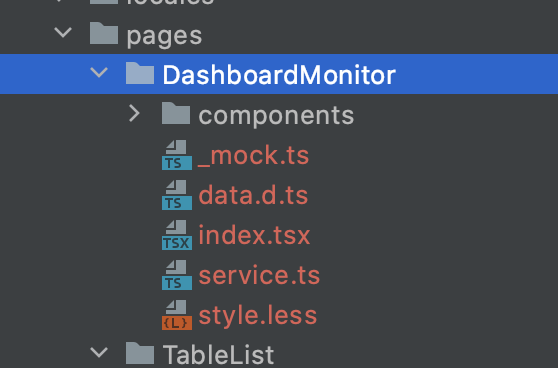 locales
pages
DashboardMonitor
components
TS _mock.ts
TS data.d.ts
TSX index.tsx
TS service.ts
{L} style.less
TableList